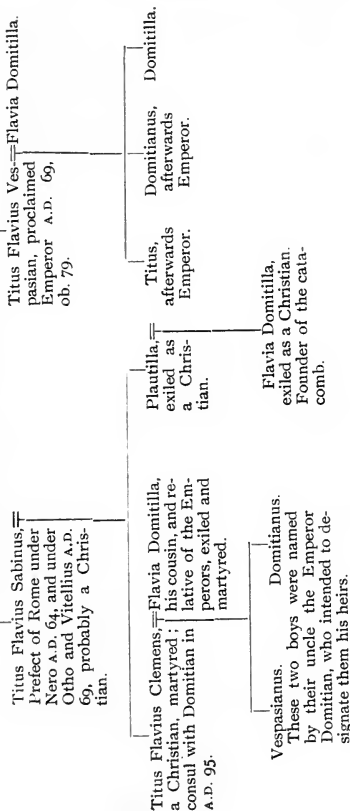 Titus Flavius Sabinus,=
Prefect of Rome under
Nero A.D. 64, and under
Otho and Vitellius A.D.
69, probably a Chris-
tian.
Titus Flavius Ves-=Flavia Domitilla.
pasian, proclaimed
Emperor A.D. 69,
ob. 79.
Titus Flavius Clemens,=Flavia Domitilla,
a Christian, martyred; his cousin, and re-
consul with Domitian in lative of the Em-
A.D. 95. perors, exiled and
martyred.
Plautilla,=
exiled as
a Chris-
tian.
Titus,
afterwards
Emperor.
Domitianus,
afterwards
Emperor.
Domitilla.
Vespasianus. Domitianus.
These two boys were named
by their uncle the Emperor
Domitian, who intended to de-
signate them his heirs.
Flavia Domitilla,
exiled as a Christian.
Founder of the cata-
comb.